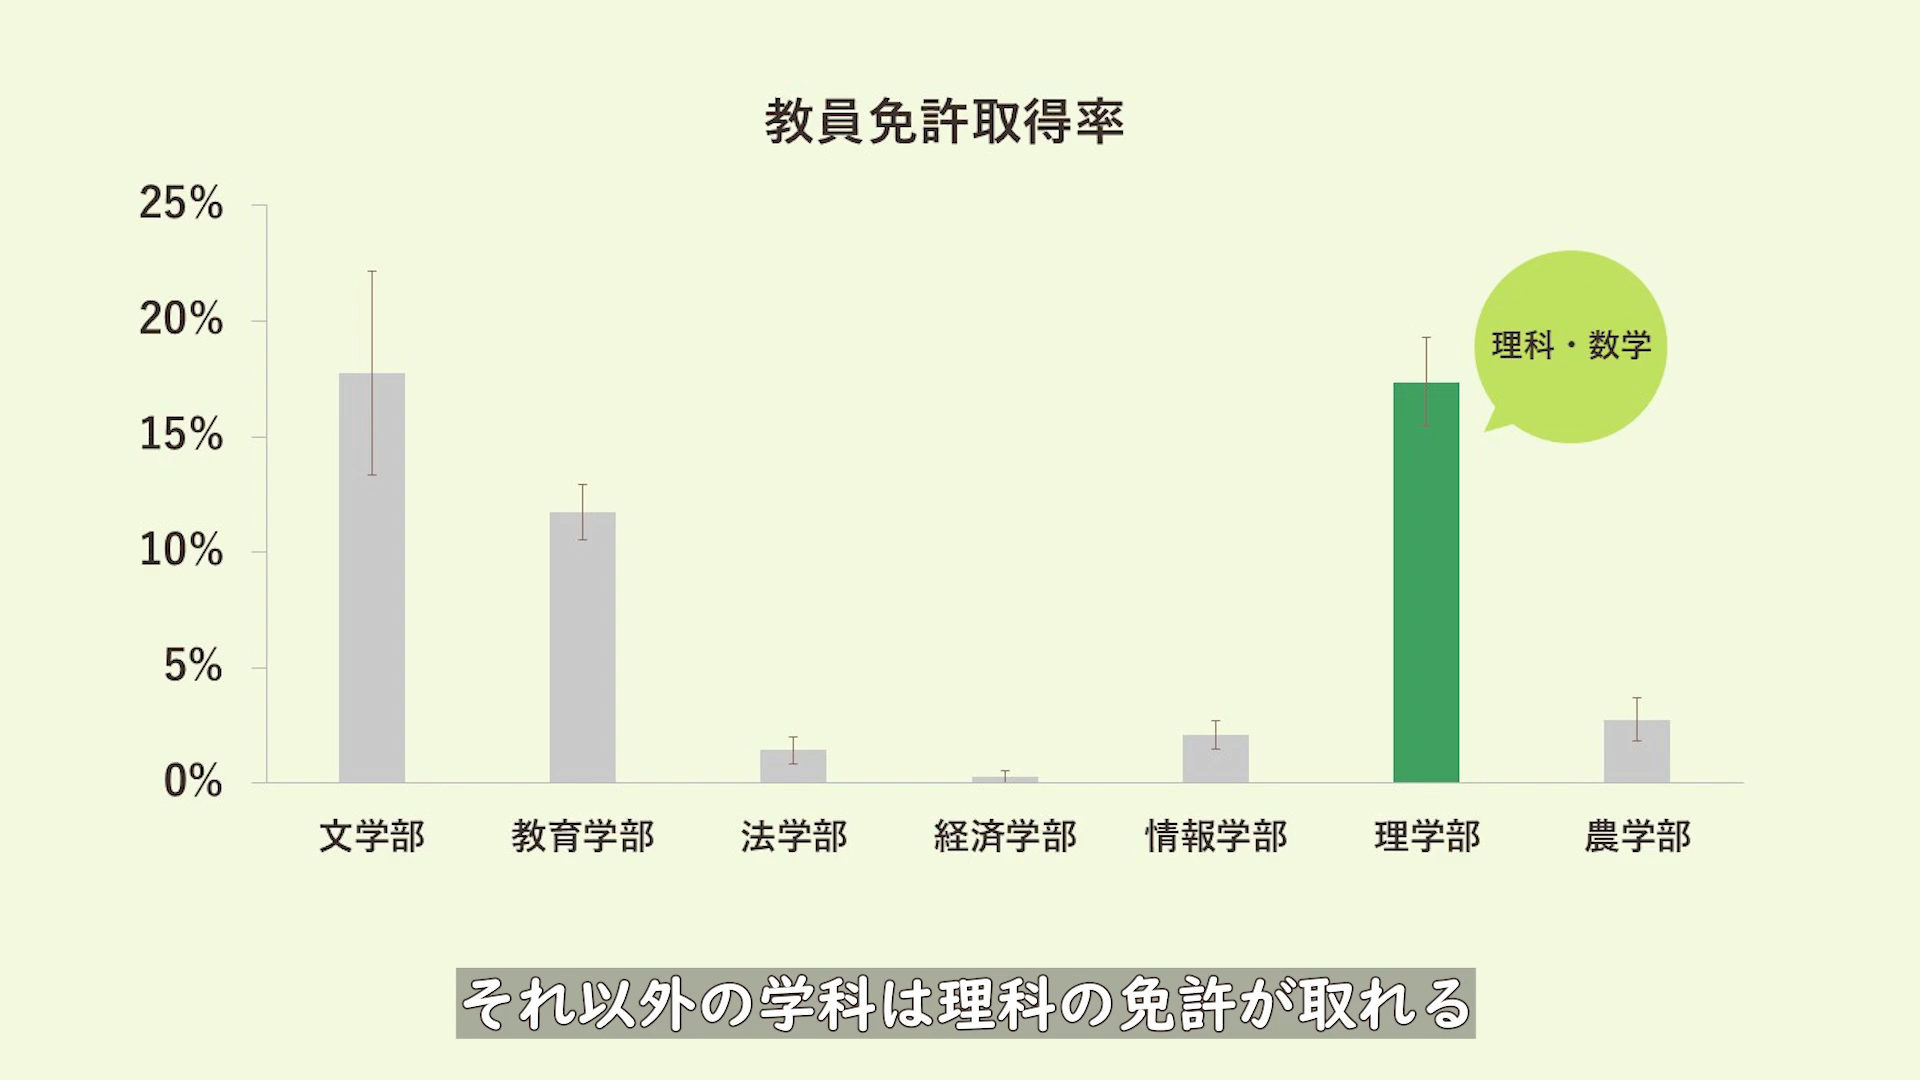 教員免許取得率
25%
20%
15%
10%
5%
0%
理科・数学
文学部 教育学部 法学部 経済学部 情報学部 理学部 農学部
それ以外の学科は理科の免許が取れる